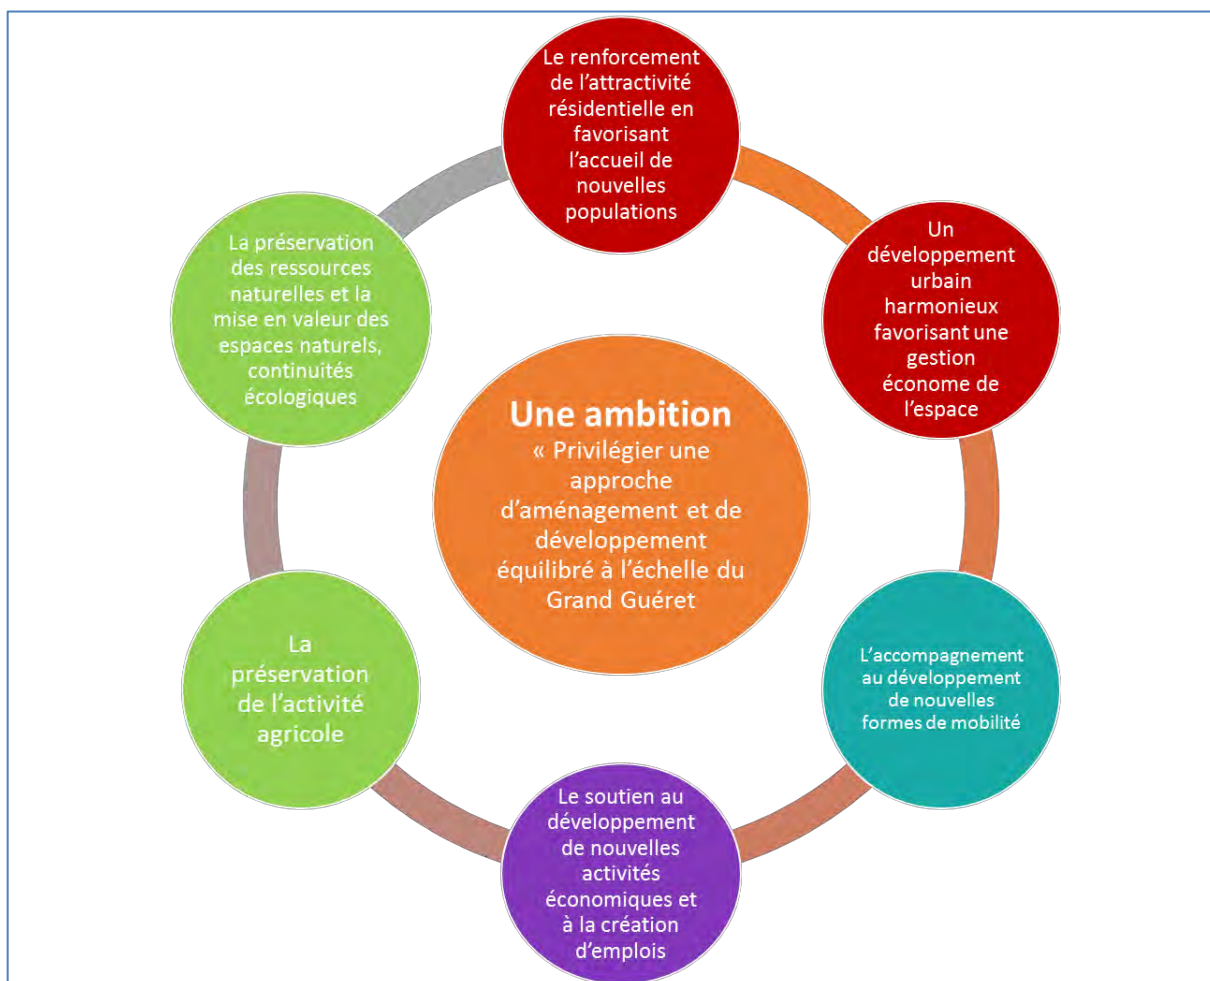 Le renforcement
de l'attractivité
résidentielle en
favorisant
l'accueil de
nouvelles
populations
Un
développement
urbain
harmonieux
favorisant une
gestion
économe de
l'espace
L'accompagnement
au développement
de nouvelles
formes de mobilité
Le soutien au
développement
de nouvelles
activités
économiques et
à la création
d'emplois
La
préservation
de l'activité
agricole
La préservation
des ressources
naturelles et la
mise en valeur des
espaces naturels,
continuités
écologiques
Une ambition
« Privilégier une
approche
d'aménagement et de
développement
équilibré à l'échelle du
Grand Guéret